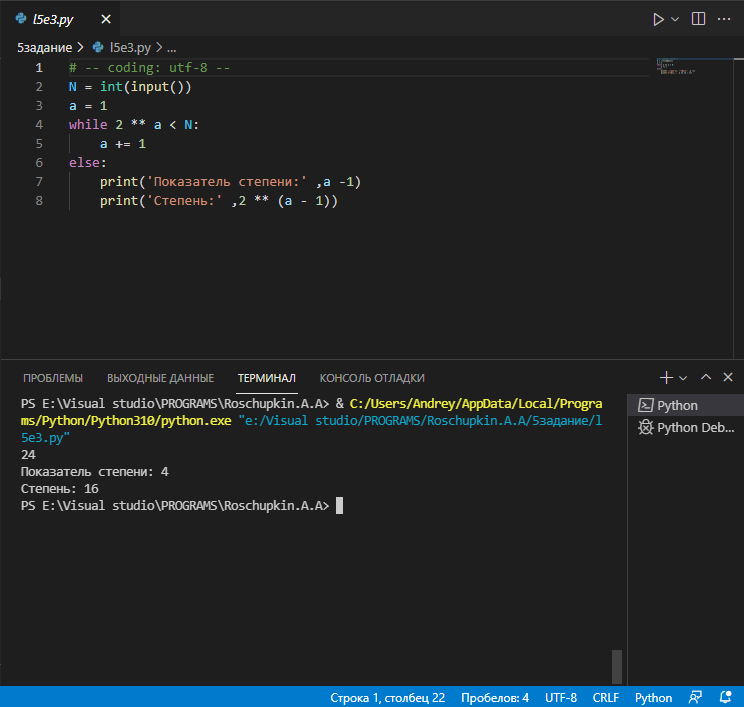 l5e3.py
5задание > l5e3.py > ...
1 # -- coding: utf-8 --
2 N = int(input())
3 a = 1
4 while 2 ** a < N:
5     a += 1
6 else:
7     print('Показатель степени:' ,a -1)
8     print('Степень:' ,2 ** (a - 1))
ПРОБЛЕМЫ ВЫХОДНЫЕ ДАННЫЕ ТЕРМИНАЛ КОНСОЛЬ ОТЛАДКИ
PS E:\Visual studio\PROGRAMS\Roschupkin.A.A> & C:/Users/Andrey/AppData/Local/Progra
ms/Python/Python310/python.exe "e:/Visual studio/PROGRAMS/Roschupkin.A.A/5задание/l
5e3.py"
24
Показатель степени: 4
Степень: 16
PS E:\Visual studio\PROGRAMS\Roschupkin.A.A>
Python
Python Deb...
Строка 1, столбец 22 Пробелов: 4 UTF-8 CRLF Python